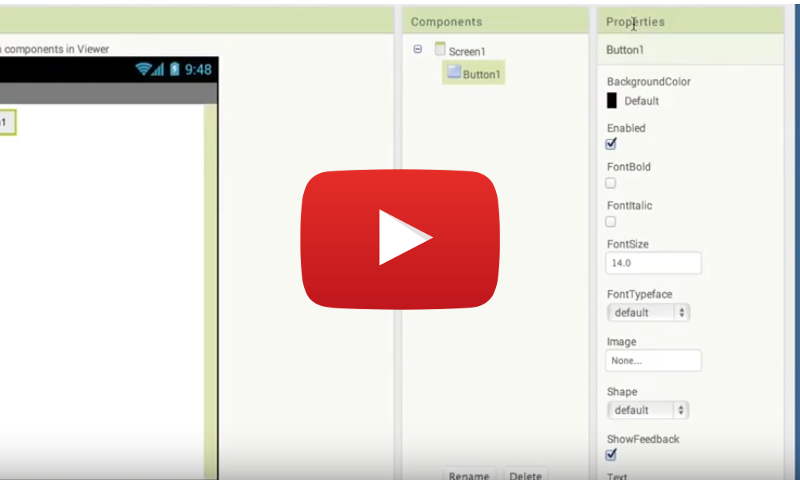 Components
Properties
components in Viewer
9:48
Screen1
Button1
Button1
BackgroundColor
Default
Enabled
FontBold
FontItalic
FontSize
14.0
FontTypeface
default
Image
None...
Shape
default
ShowFeedback
Text
Rename
Delete